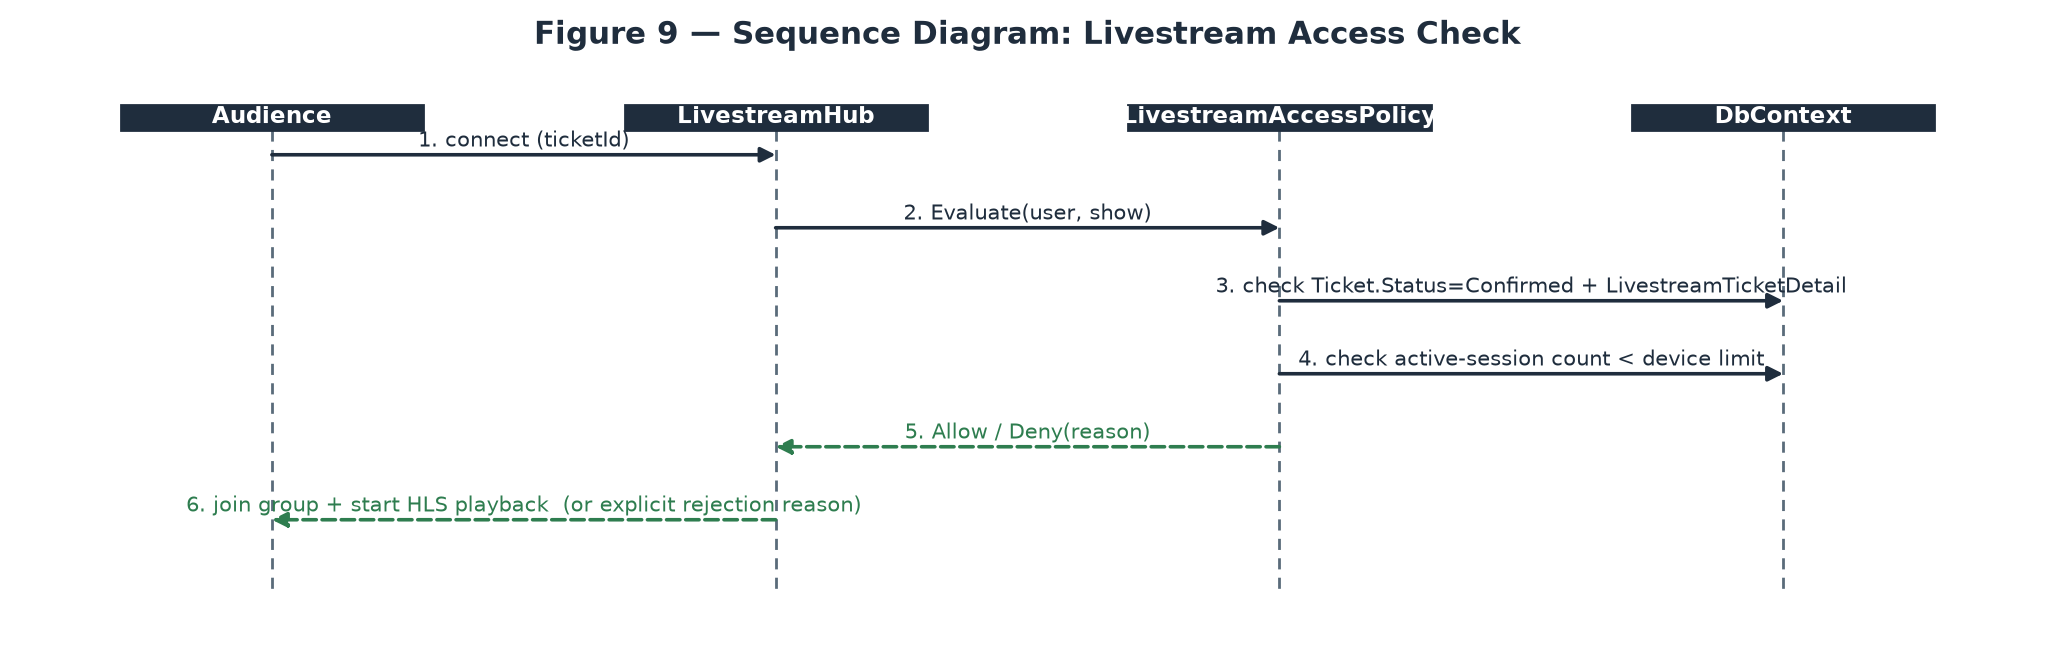 Figure 9 — Sequence Diagram: Livestream Access Check
Audience
LivestreamHub
LivestreamAccessPolicy
DbContext
1. connect (ticketId)
2. Evaluate(user, show)
3. check Ticket.Status=Confirmed + LivestreamTicketDetail
4. check active-session count < device limit
5. Allow / Deny(reason)
6. join group + start HLS playback  (or explicit rejection reason)